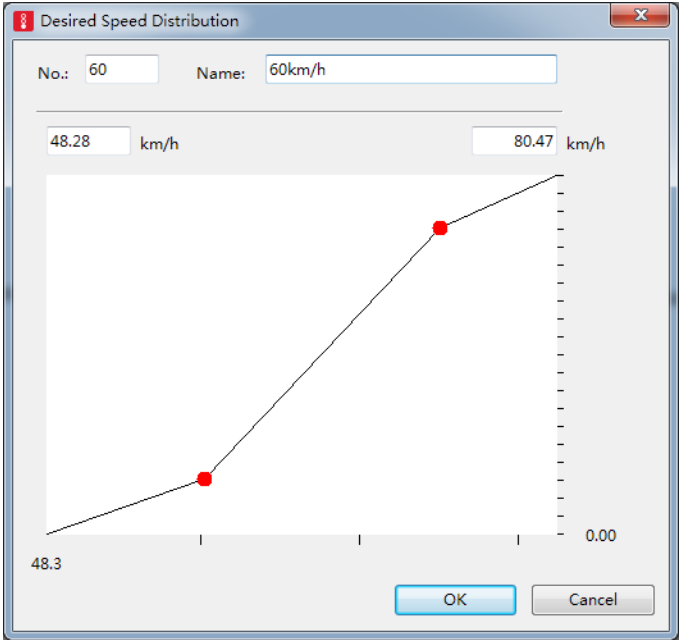 Desired Speed Distribution
No.: 60 Name: 60km/h
48.28 km/h 80.47 km/h
0.00
48.3
OK Cancel